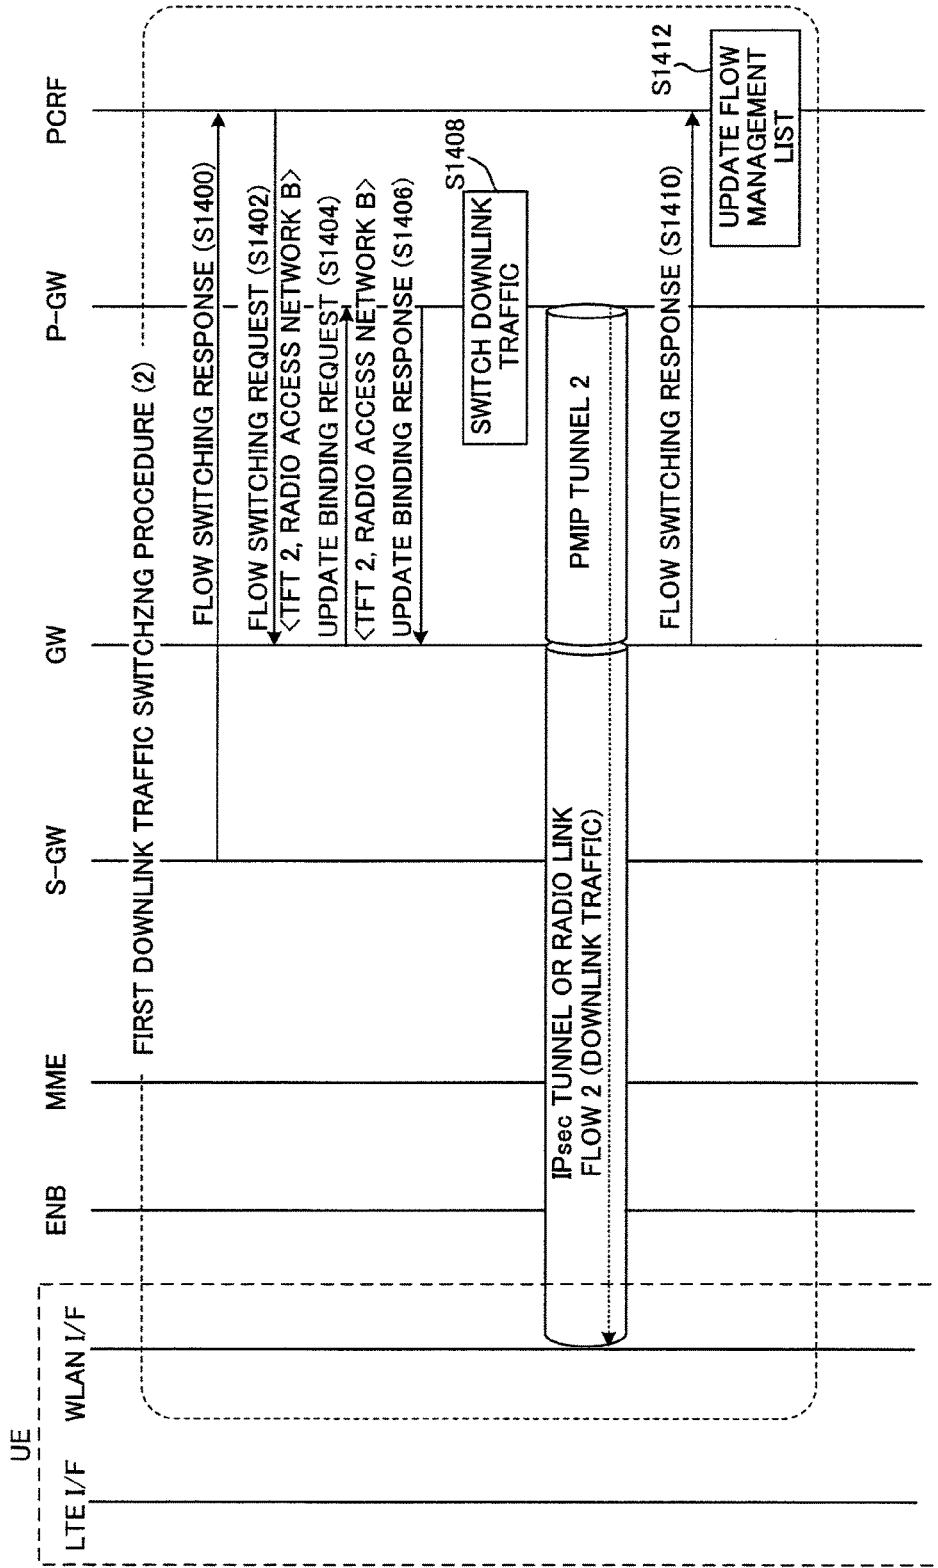 UE
LTE I/F
WLAN I/F
ENB
MME
S-GW
GW
P-GW
PCRF
FIRST DOWNLINK TRAFFIC SWITCHZNG PROCEDURE (2)
FLOW SWITCHING RESPONSE (S1400)
FLOW SWITCHING REQUEST (S1402)
<TFT 2, RADIO ACCESS NETWORK B>
UPDATE BINDING REQUEST (S1404)
<TFT 2, RADIO ACCESS NETWORK B>
UPDATE BINDING RESPONSE (S1406)
S1408
SWITCH DOWNLINK
TRAFFIC
IPsec TUNNEL OR RADIO LINK
FLOW 2 (DOWNLINK TRAFFIC)
PMIP TUNNEL 2
FLOW SWITCHING RESPONSE (S1410)
S1412
UPDATE FLOW
MANAGEMENT
LIST